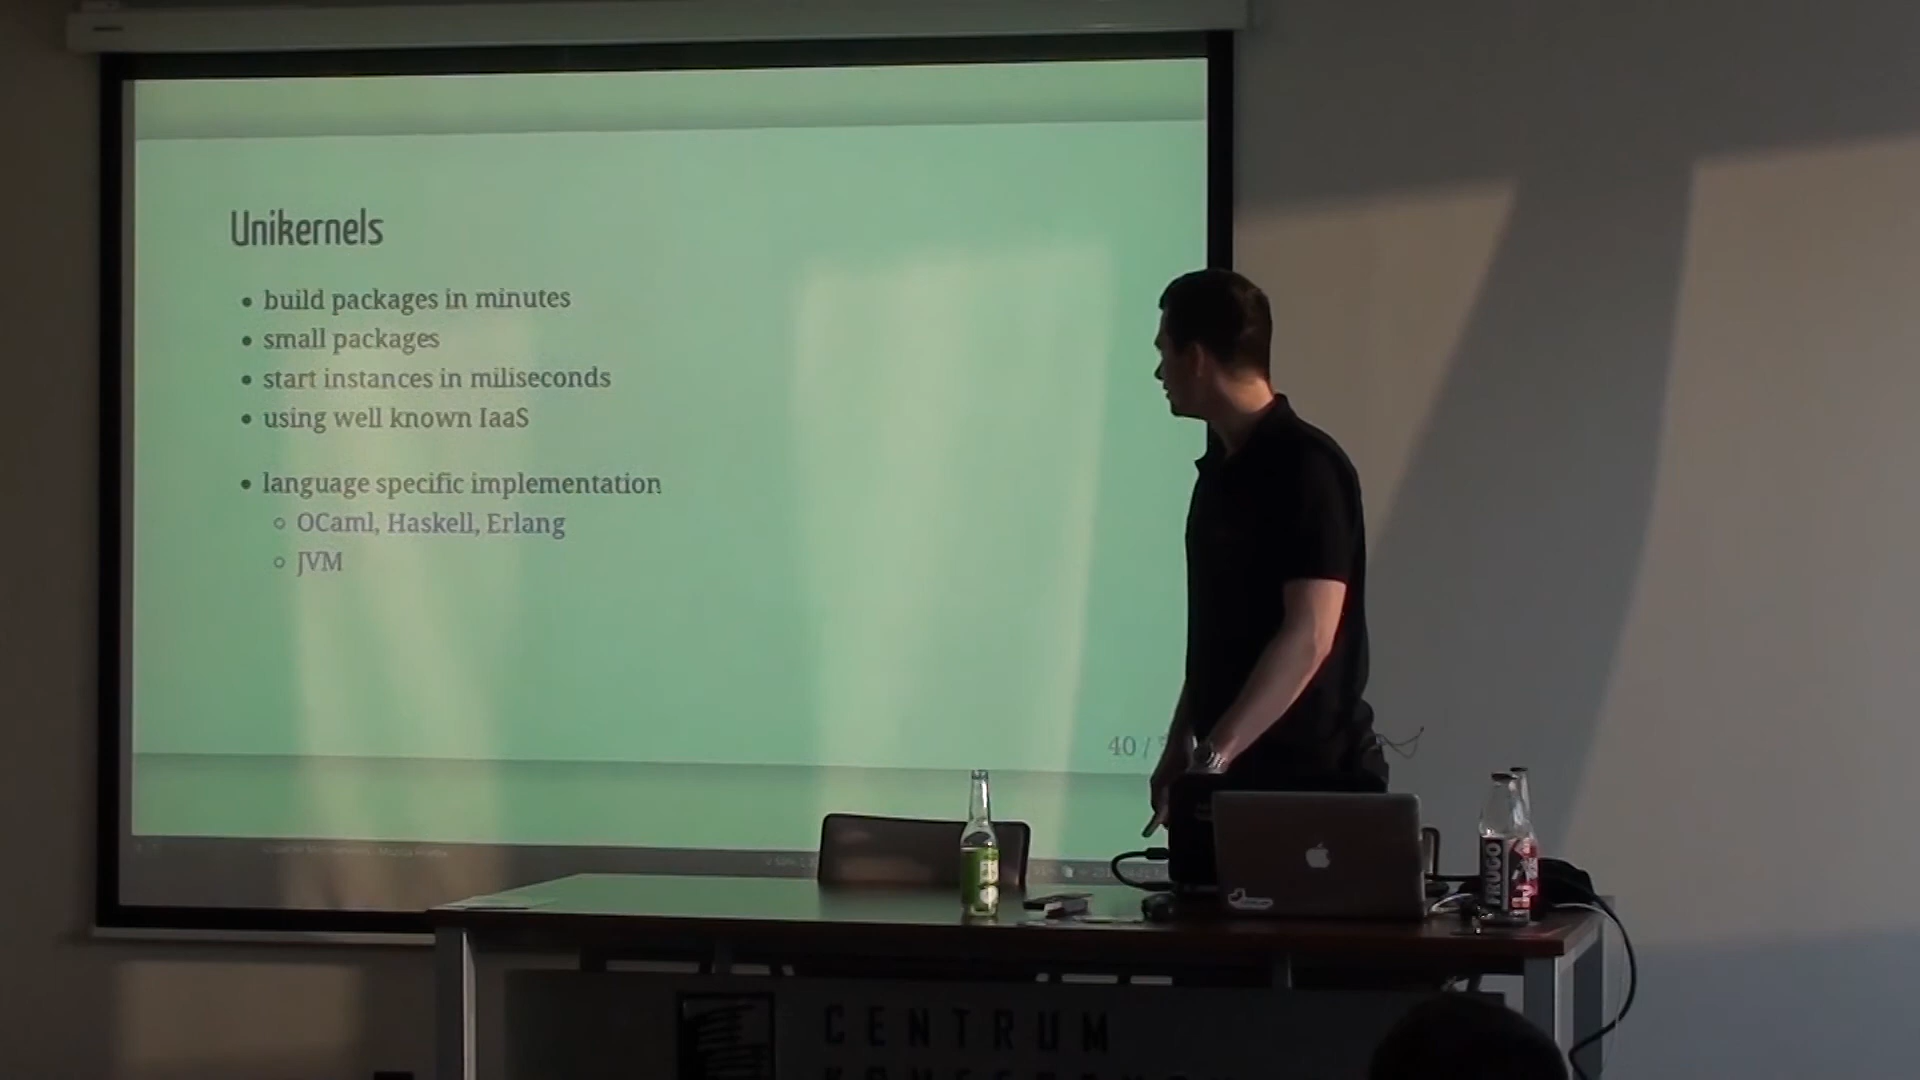 Unikernels
• build packages in minutes
• small packages
• start instances in miliseconds
• using well known IaaS
• language specific implementation
○ OCaml, Haskell, Erlang
○ JVM
40 /
FRUGO
CENTRUM